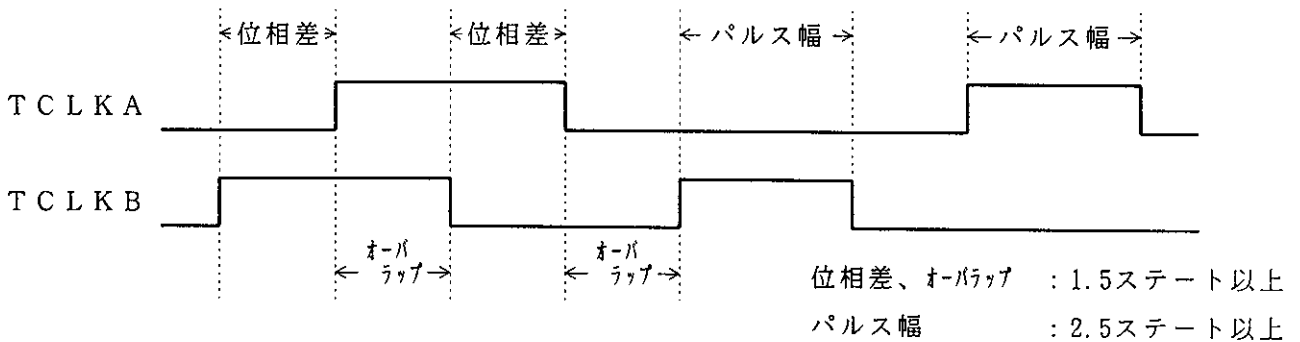 ←位相差→ ←位相差→ ←パルス幅→ ←パルス幅→
TCLKA
TCLKB
オーバ
ラップ
オーバ
ラップ
位相差、オーバラップ : 1.5ステート以上
パルス幅 : 2.5ステート以上